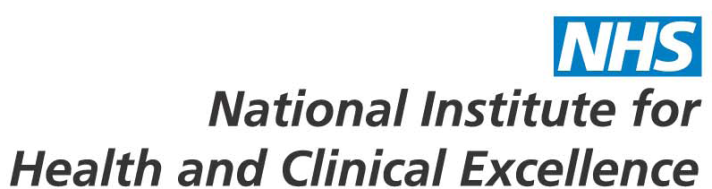 NHS
National Institute for
Health and Clinical Excellence